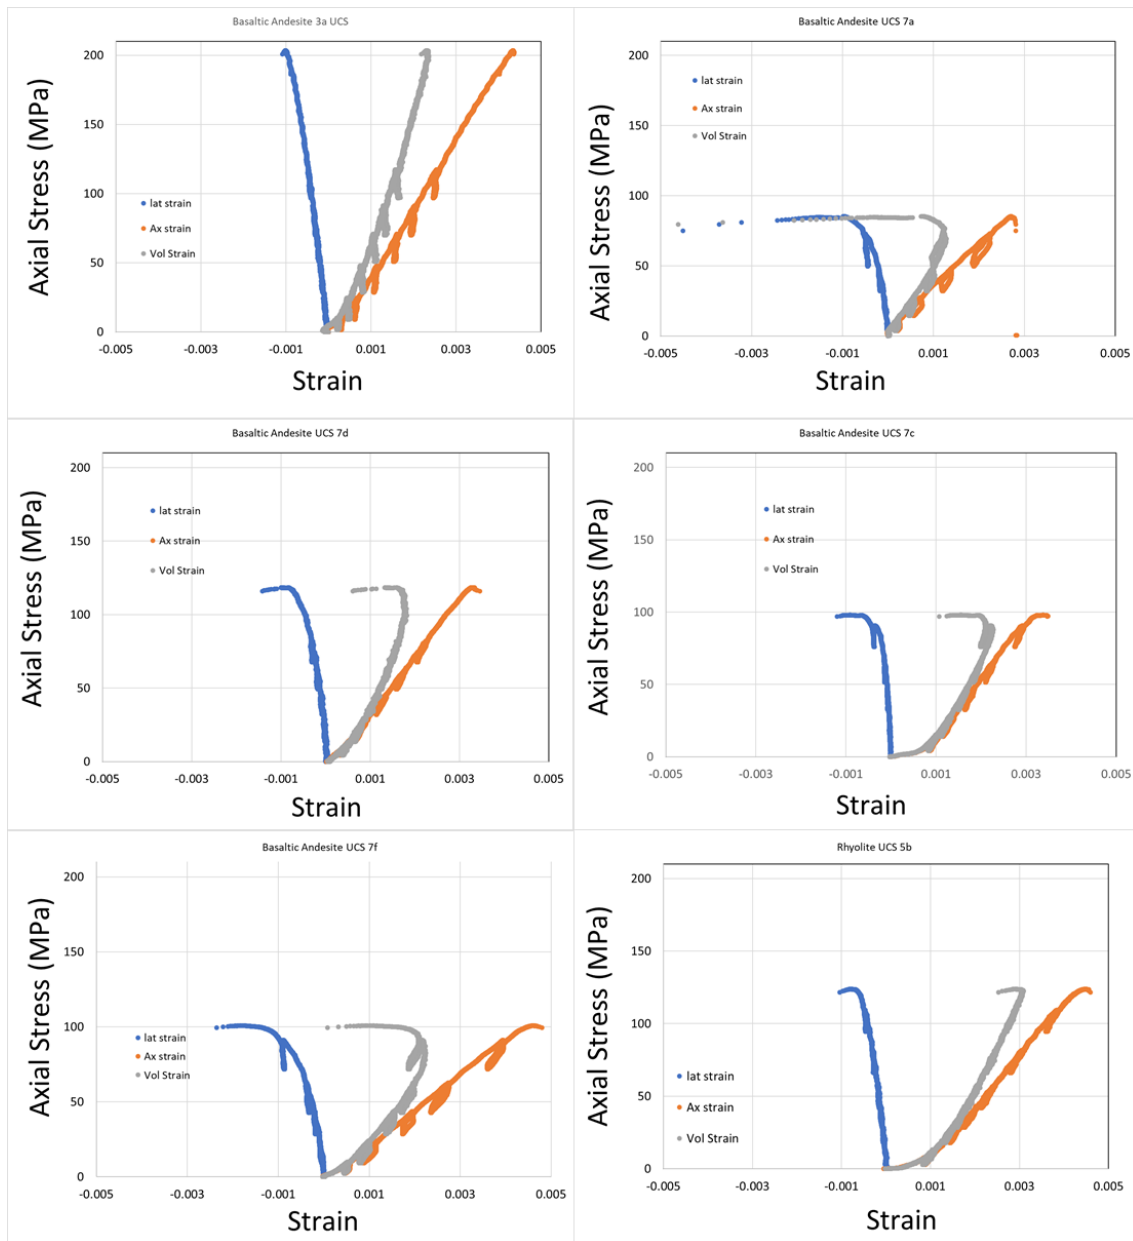 Basaltic Andesite 3a UCS
Axial Stress (MPa)
200
150
100
50
0
lat strain
Ax strain
Vol Strain
-0.005 -0.003 -0.001 0.001 0.003 0.005
Strain
Basaltic Andesite UCS 7a
Axial Stress (MPa)
200
150
100
50
0
lat strain
Ax strain
Vol Strain
-0.005 -0.003 -0.001 0.001 0.003 0.005
Strain
Basaltic Andesite UCS 7d
Axial Stress (MPa)
200
150
100
50
0
lat strain
Ax strain
Vol Strain
-0.005 -0.003 -0.001 0.001 0.003 0.005
Strain
Basaltic Andesite UCS 7c
Axial Stress (MPa)
200
150
100
50
0
lat strain
Ax strain
Vol Strain
-0.005 -0.003 -0.001 0.001 0.003 0.005
Strain
Basaltic Andesite UCS 7f
Axial Stress (MPa)
200
150
100
50
0
lat strain
Ax strain
Vol Strain
-0.005 -0.003 -0.001 0.001 0.003 0.005
Strain
Rhyolite UCS 5b
Axial Stress (MPa)
200
150
100
50
0
lat strain
Ax strain
Vol Strain
-0.005 -0.003 -0.001 0.001 0.003 0.005
Strain